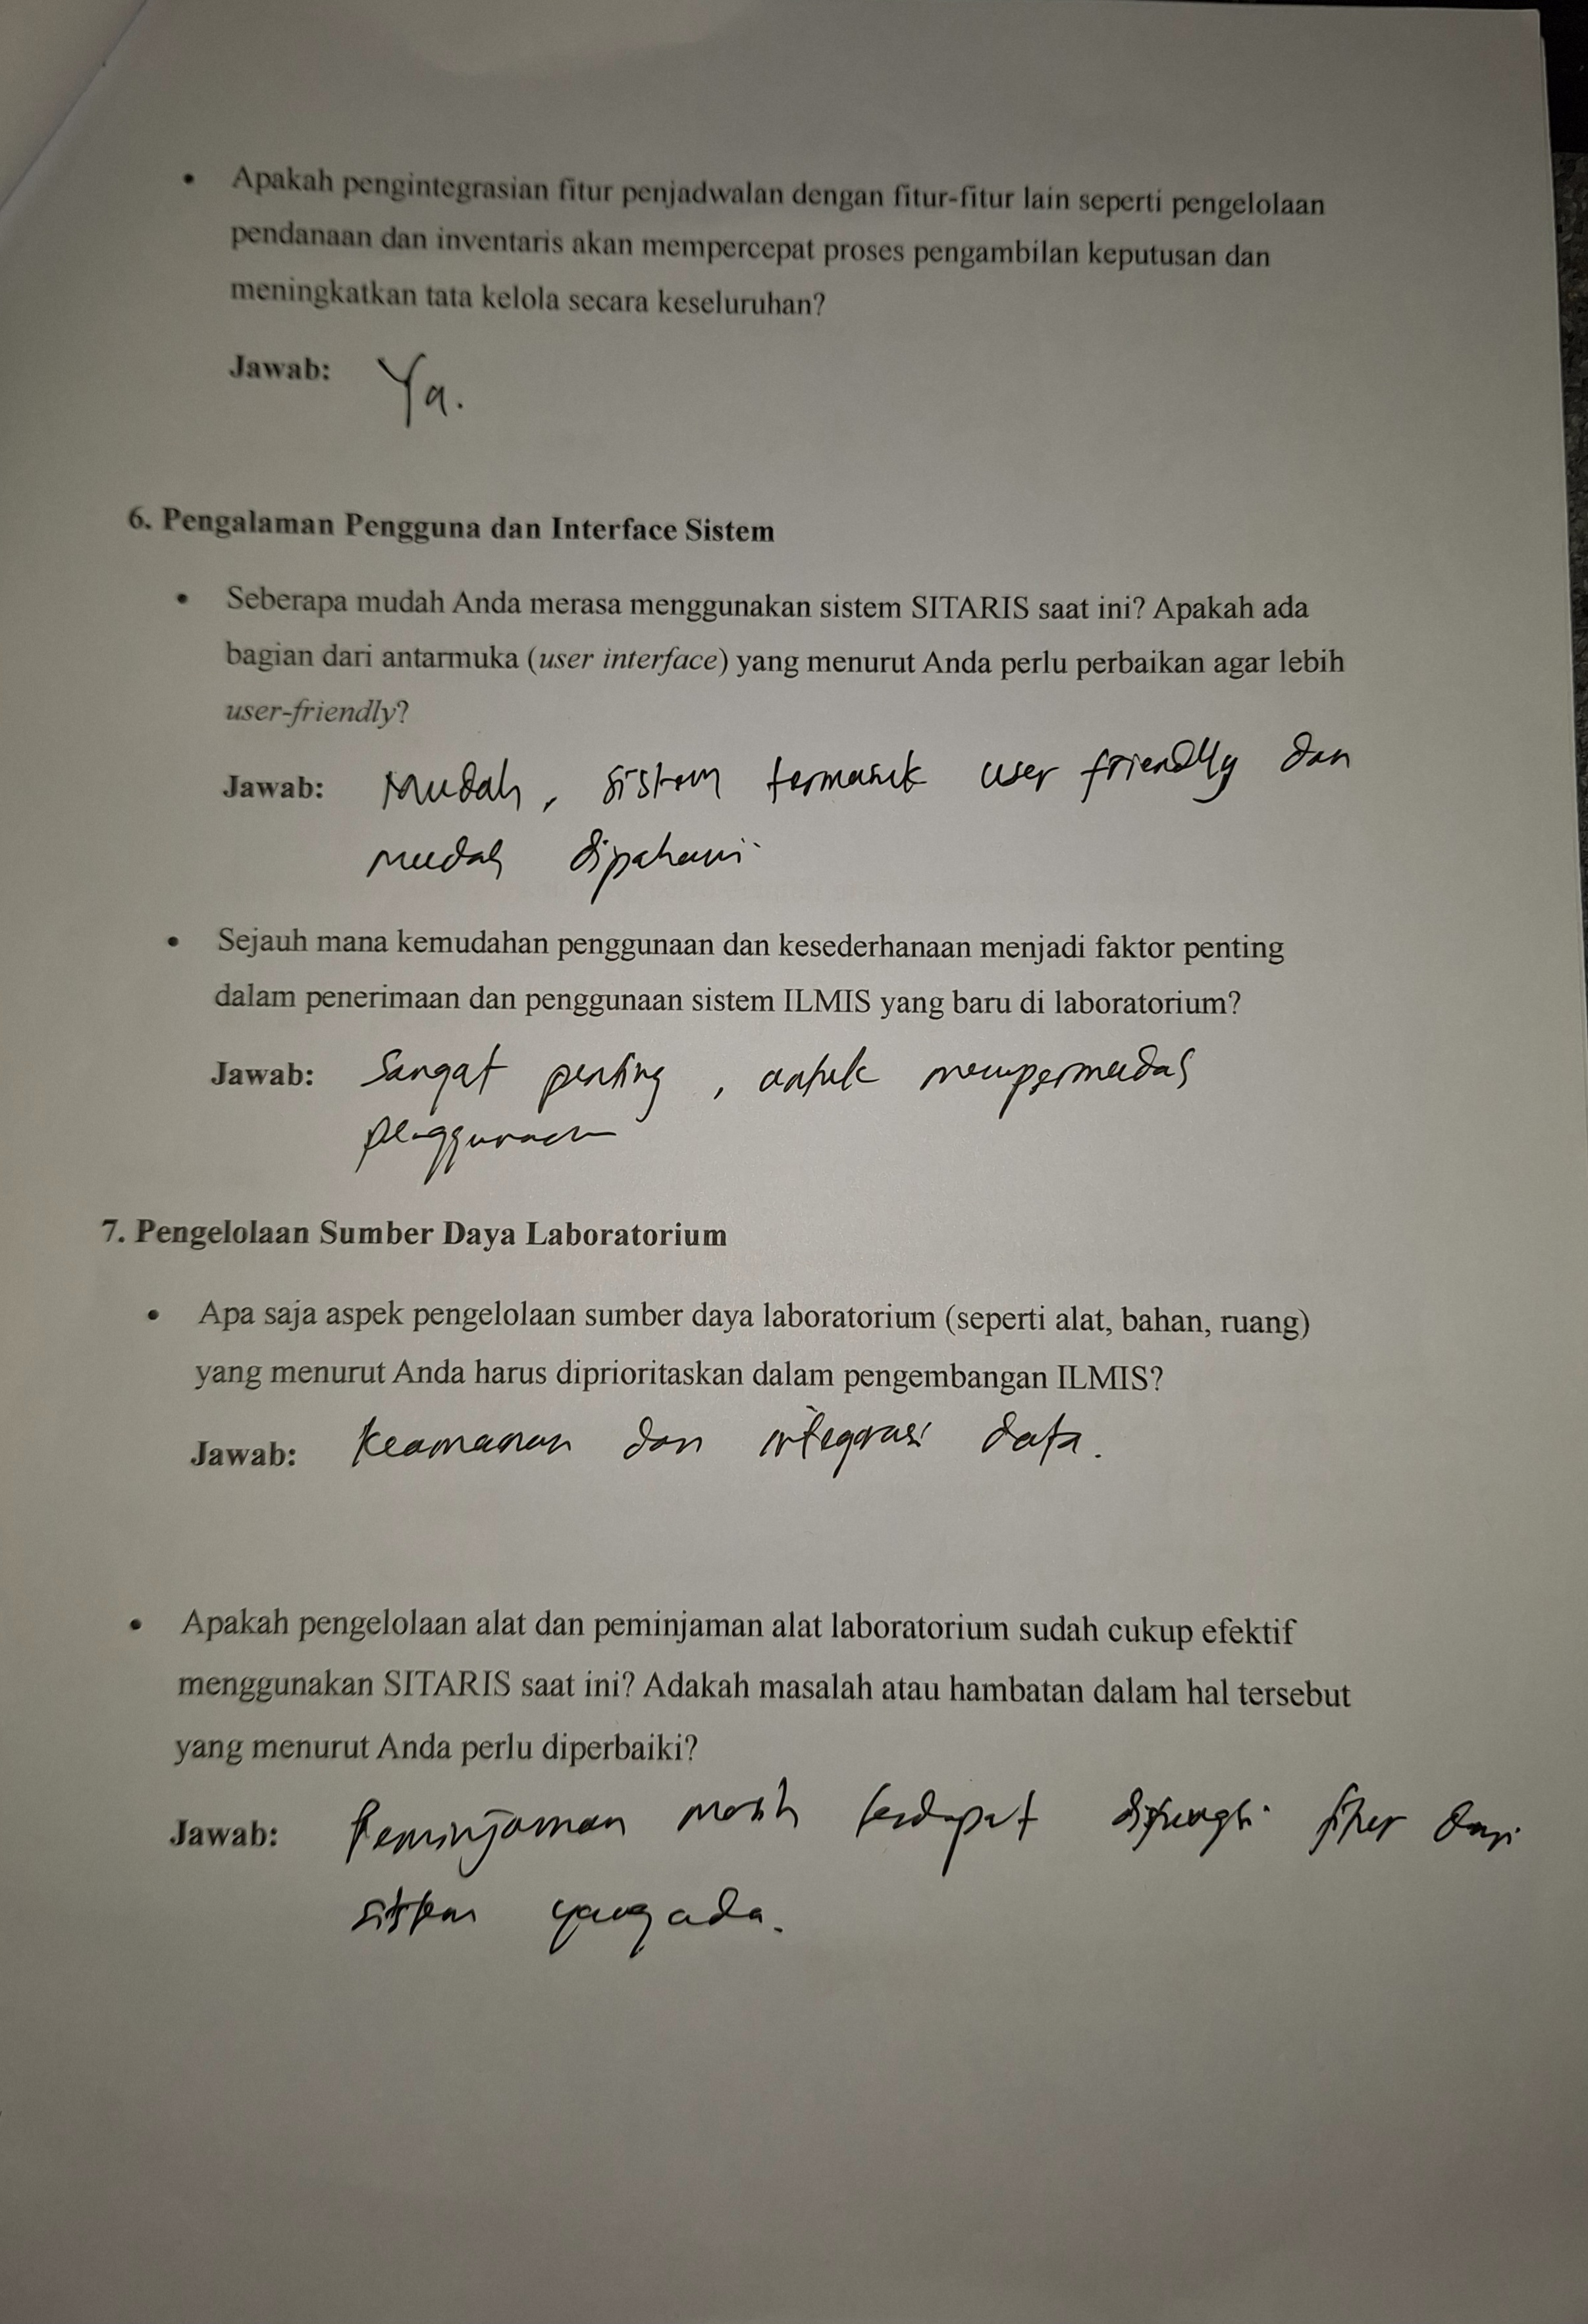 • Apakah pengintegrasian fitur penjadwalan dengan fitur-fitur lain seperti pengelolaan
pendanaan dan inventaris akan mempercepat proses pengambilan keputusan dan
meningkatkan tata kelola secara keseluruhan?
Jawab: Ya.
6. Pengalaman Pengguna dan Interface Sistem
• Seberapa mudah Anda merasa menggunakan sistem SITARIS saat ini? Apakah ada
bagian dari antarmuka (user interface) yang menurut Anda perlu perbaikan agar lebih
user-friendly?
Jawab: Mudah, sistem termasuk user friendly dan
mudah dipahami
• Sejauh mana kemudahan penggunaan dan kesederhanaan menjadi faktor penting
dalam penerimaan dan penggunaan sistem ILMIS yang baru di laboratorium?
Jawab: Sangat penting, untuk mempermudah
penggunaan
7. Pengelolaan Sumber Daya Laboratorium
• Apa saja aspek pengelolaan sumber daya laboratorium (seperti alat, bahan, ruang)
yang menurut Anda harus diprioritaskan dalam pengembangan ILMIS?
Jawab: Keamanan dan integrasi data.
• Apakah pengelolaan alat dan peminjaman alat laboratorium sudah cukup efektif
menggunakan SITARIS saat ini? Adakah masalah atau hambatan dalam hal tersebut
yang menurut Anda perlu diperbaiki?
Jawab: Peminjaman masih terdapat disfungsi fiter dari
sistem yang ada.